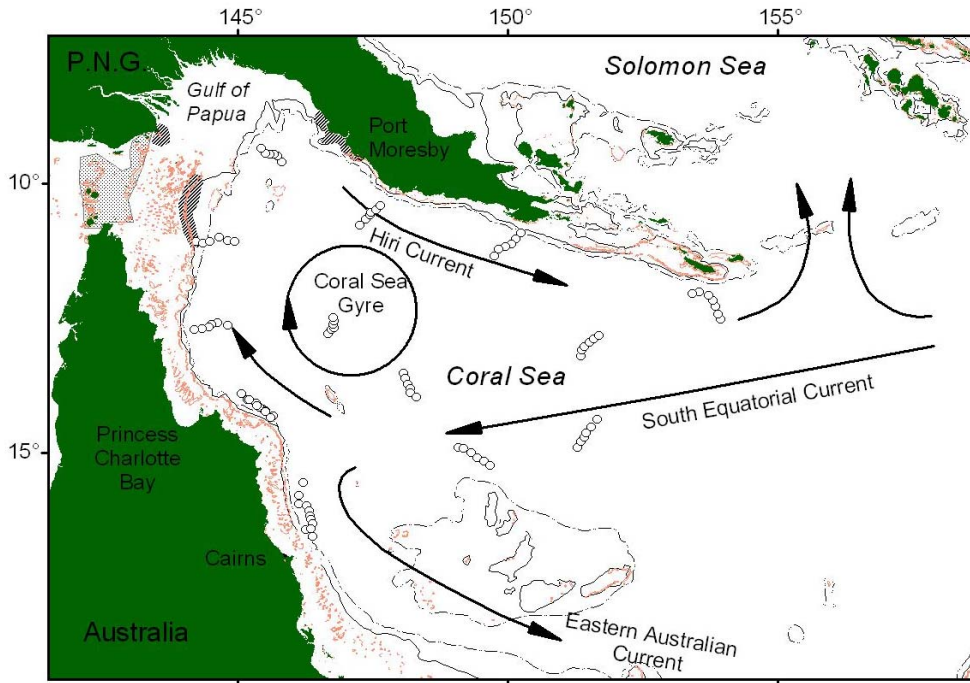 145°
150°
155°
P.N.G.
Solomon Sea
Gulf of
Papua
Port
Moresby
10°
Hiri Current
Coral Sea
Gyre
Coral Sea
South Equatorial Current
15°
Princess
Charlotte
Bay
Cairns
Australia
Eastern Australian
Current